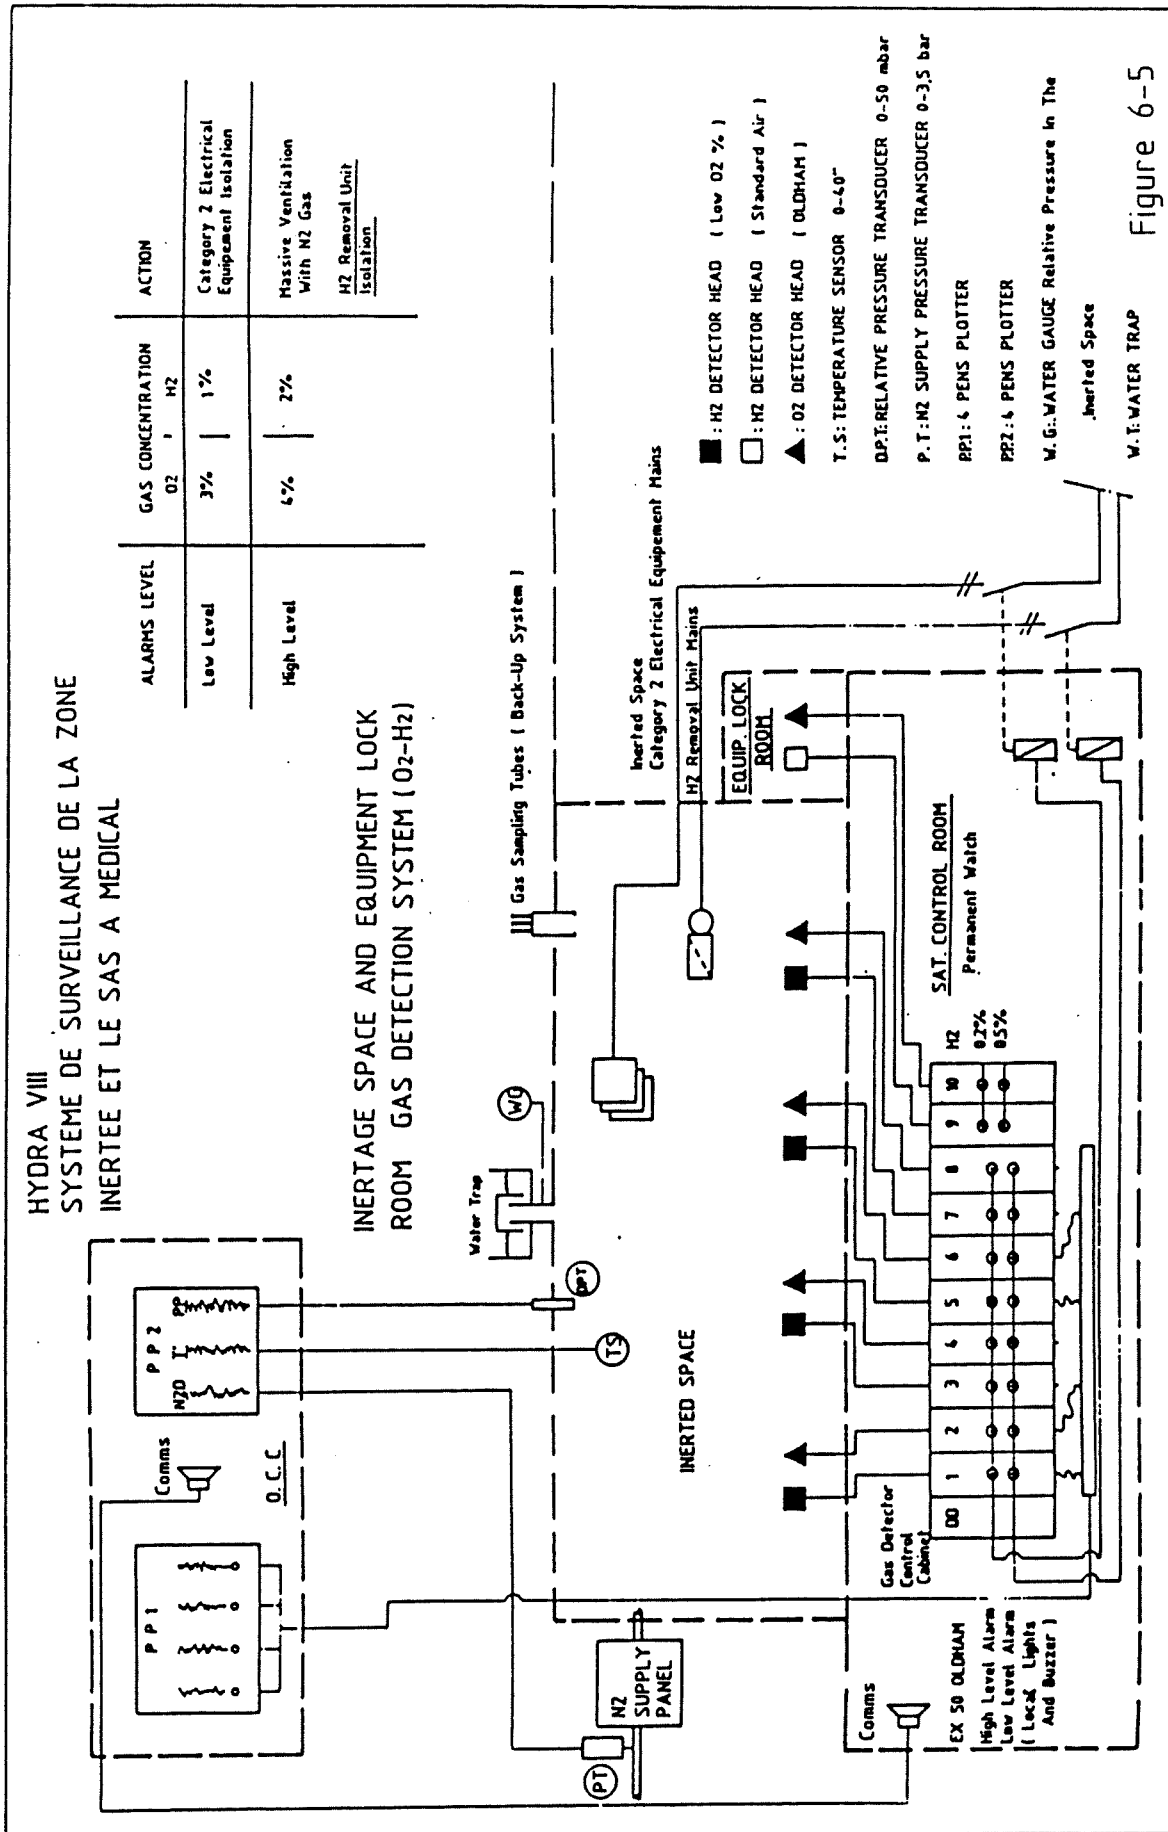 HYDRA VIII
SYSTEME DE SURVEILLANCE DE LA ZONE
INERTEE ET LE SAS A MEDICAL
INERTAGE SPACE AND EQUIPMENT LOCK
ROOM GAS DETECTION SYSTEM (O2-H2)
ALARMS LEVEL
GAS CONCENTRATION
O2 | H2
ACTION
Low Level
3%
1%
Category 2 Electrical
Equipement Isolation
High Level
4%
2%
Massive Ventilation
With N2 Gas
H2 Removal Unit
Isolation
PP1
Comms
O.C.C
PP2
N2O
T°
PP
PT
N2
SUPPLY
PANEL
TS
DPT
Water Trap
WG
Gas Sampling Tubes ( Back-Up System )
INERTED SPACE
Inerted Space
Category 2 Electrical Equipement Mains
H2 Removal Unit Mains
EQUIP. LOCK
ROOM
Comms
EX 50 OLDHAM
High Level Alarm
Low Level Alarm
( Local Lights
And Buzzer )
Gas Detector
Control
Cabinet
00
1
2
3
4
5
6
7
8
9
10
H2
0.2%
0.5%
SAT. CONTROL ROOM
Permanent Watch
: H2 DETECTOR HEAD ( Low O2 % )
: H2 DETECTOR HEAD ( Standard Air )
: O2 DETECTOR HEAD ( OLDHAM )
T.S: TEMPERATURE SENSOR 0-40°
D.P.T: RELATIVE PRESSURE TRANSDUCER 0-50 mbar
P.T: N2 SUPPLY PRESSURE TRANSDUCER 0-3,5 bar
PP.1: 4 PENS PLOTTER
PP.2: 4 PENS PLOTTER
W. G.: WATER GAUGE Relative Pressure In The
Inerted Space
W. T: WATER TRAP
Figure 6-5